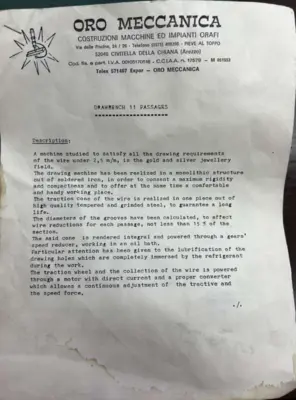 ORO MECCANICA
COSTRUZIONI MACCHINE ED IMPIANTI ORAFI
52040 CIVITELLA DELLA CHIANA (Arezzo)
Telex 571407 Exper - ORO MECCANICA
DRAWBENCH 11 PASSAGES
Description:
A machine studied to satisfy all the drawing requirements
of the wire under 2,5 m/m, in the gold and silver jewellery
field.
The drawing machine has been realized in a monolithic structure
out of soldered iron, in order to consent a maximum rigidity
and compactness and to offer at the same time a comfortable
and handy working place.
The traction cone of the wire is realized in one piece out of
high quality tempered and grinded steel, to guarantee a long
life.
The diameters of the grooves have been calculated, to effect
wire reductions for each passage, not less than 15 % of the
section.
The said cone is rendered integral and powered through a gears'
speed reducer, working in an oil bath.
Particular attention has been given to the lubrification of the
drawing holes which are completely immersed by the refrigerant
during the work.
The traction wheel and the collection of the wire is powered
through a motor with direct current and a proper converter
which allows a continuous adjustment of the tractive and
the speed force.
./.